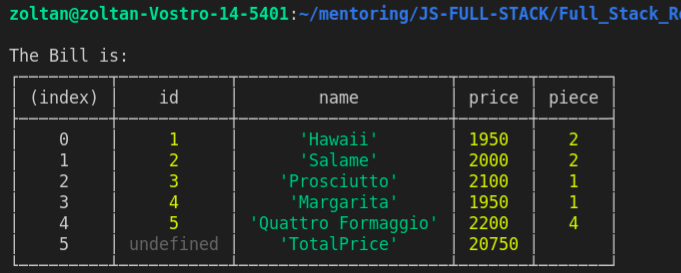 zoltan@zoltan-Vostro-14-5401:~/mentoring/JS-FULL-STACK/Full_Stack_R
The Bill is:
(index) id name price piece
0 1 'Hawaii' 1950 2
1 2 'Salame' 2000 2
2 3 'Prosciutto' 2100 1
3 4 'Margarita' 1950 1
4 5 'Quattro Formaggio' 2200 4
5 undefined 'TotalPrice' 20750